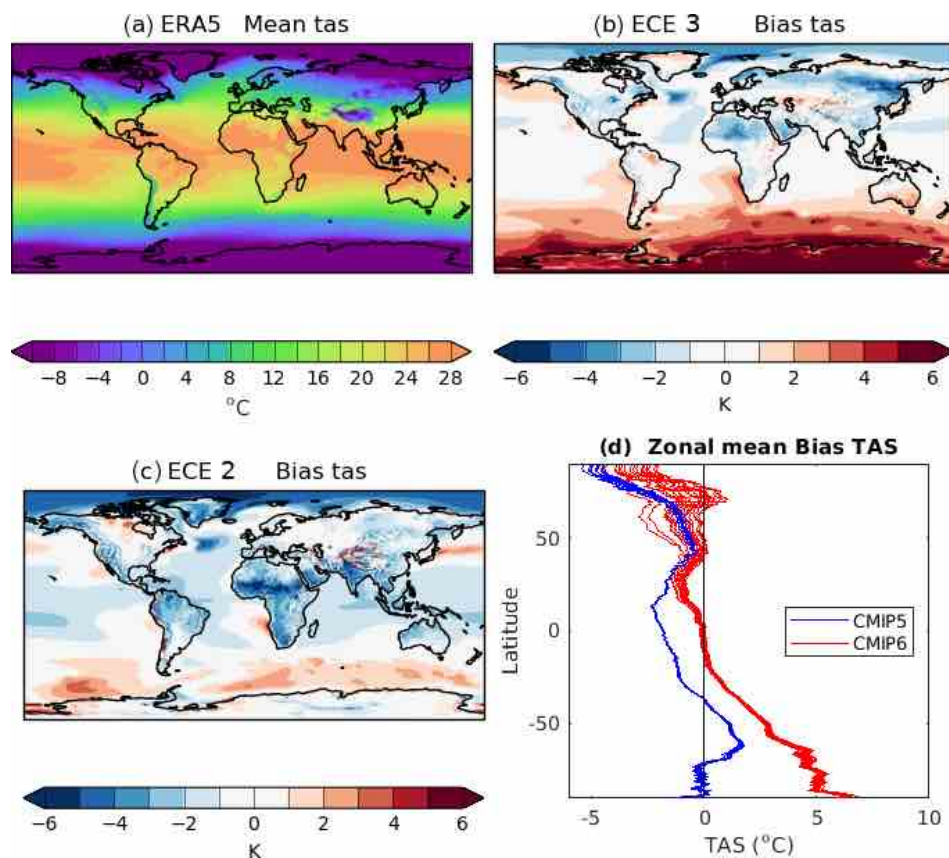 (a) ERA5 Mean tas
(b) ECE 3 Bias tas
−8 −4 0 4 8 12 16 20 24 28
°C
−6 −4 −2 0 2 4 6
K
(c) ECE 2 Bias tas
−6 −4 −2 0 2 4 6
K
(d) Zonal mean Bias TAS
Latitude
50
0
-50
CMIP5
CMIP6
-5 0 5 10
TAS (°C)